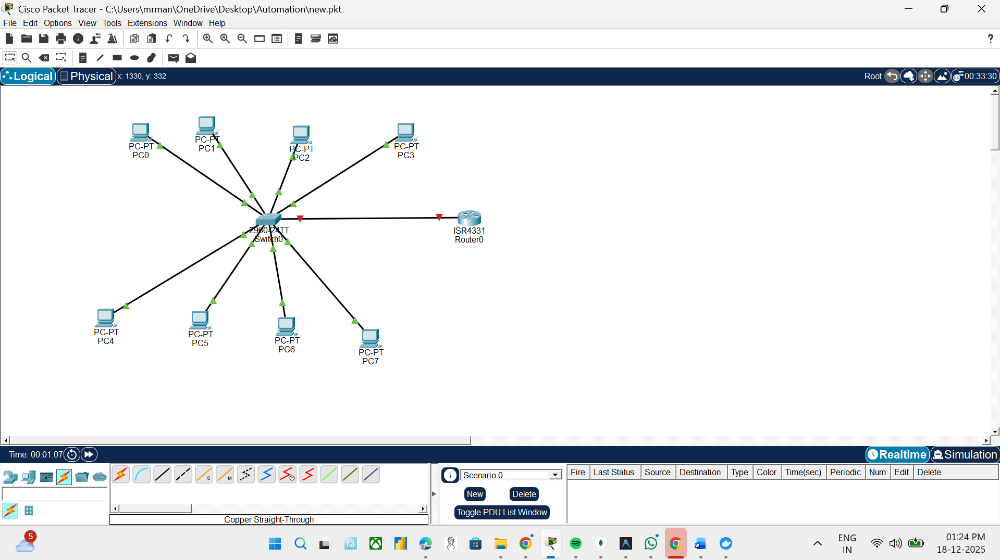 Cisco Packet Tracer - C:\Users\mrman\OneDrive\Desktop\Automation\new.pkt
File Edit Options View Tools Extensions Window Help
?
Logical Physical x: 1330, y: 332 Root 00:33:30
PC-PT
PC0
PC-PT
PC1
PC-PT
PC2
PC-PT
PC3
2960-24TT
Switch0
ISR4331
Router0
PC-PT
PC4
PC-PT
PC5
PC-PT
PC6
PC-PT
PC7
Time: 00:01:07 Realtime Simulation
S M
Copper Straight-Through
Scenario 0
New Delete
Toggle PDU List Window
Fire Last Status Source Destination Type Color Time(sec) Periodic Num Edit Delete
5
ENG
IN
01:24 PM
18-12-2025